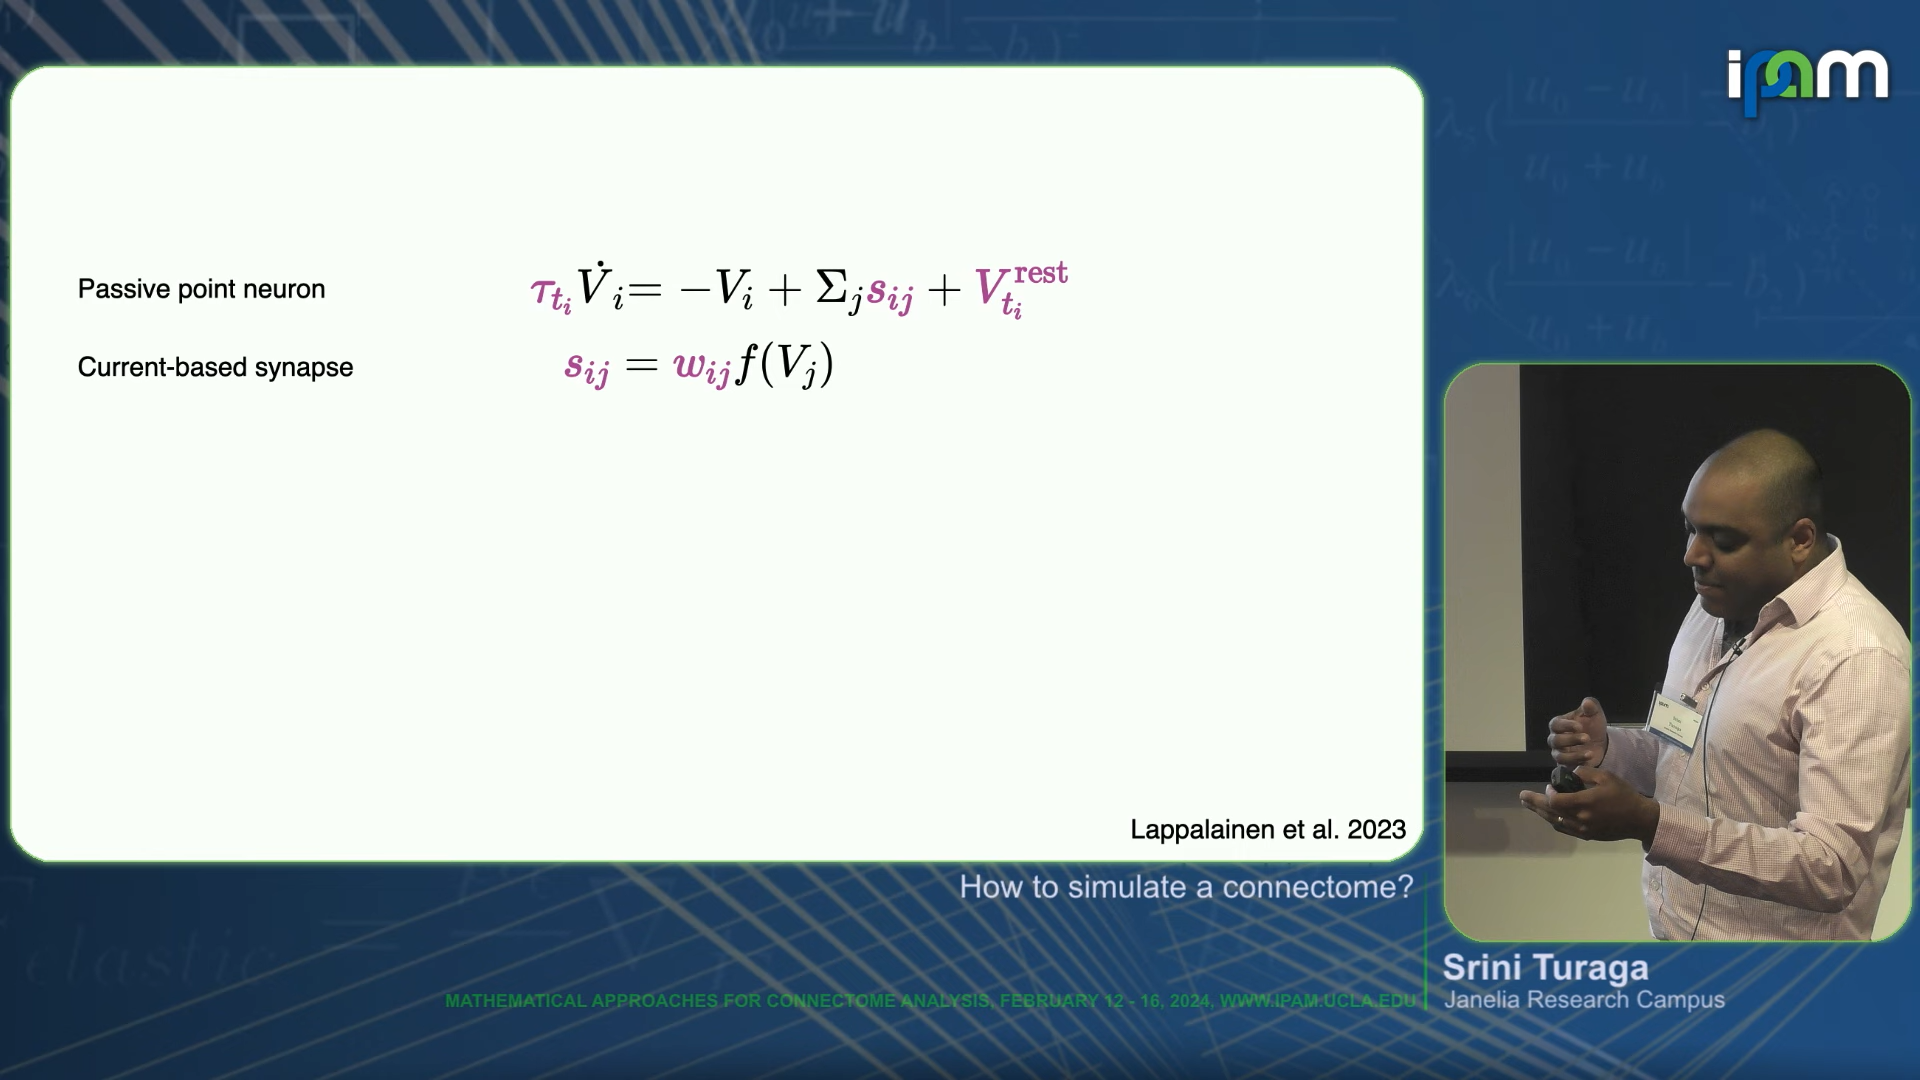 ipam
Passive point neuron
τ_{t_i} V̇_i = −V_i + Σ_j s_{ij} + V_{t_i}^{rest}
Current-based synapse
s_{ij} = w_{ij} f(V_j)
Lappalainen et al. 2023
How to simulate a connectome?
Srini Turaga
Janelia Research Campus
MATHEMATICAL APPROACHES FOR CONNECTOME ANALYSIS, FEBRUARY 12 - 16, 2024, WWW.IPAM.UCLA.EDU
elastic